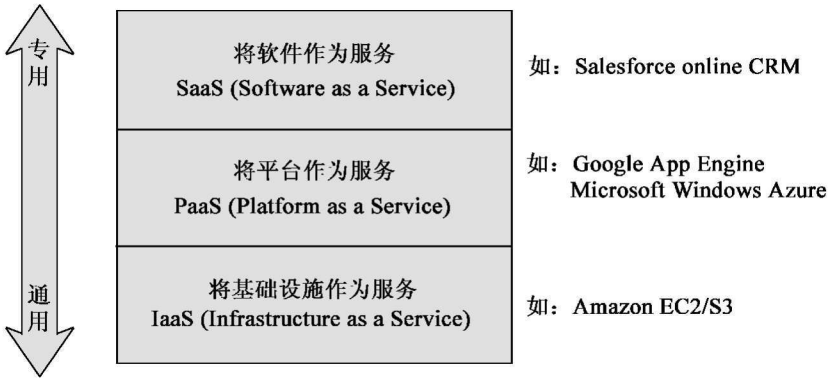 专用
将软件作为服务
SaaS (Software as a Service)
如：Salesforce online CRM
将平台作为服务
PaaS (Platform as a Service)
如：Google App Engine
Microsoft Windows Azure
通用
将基础设施作为服务
IaaS (Infrastructure as a Service)
如：Amazon EC2/S3